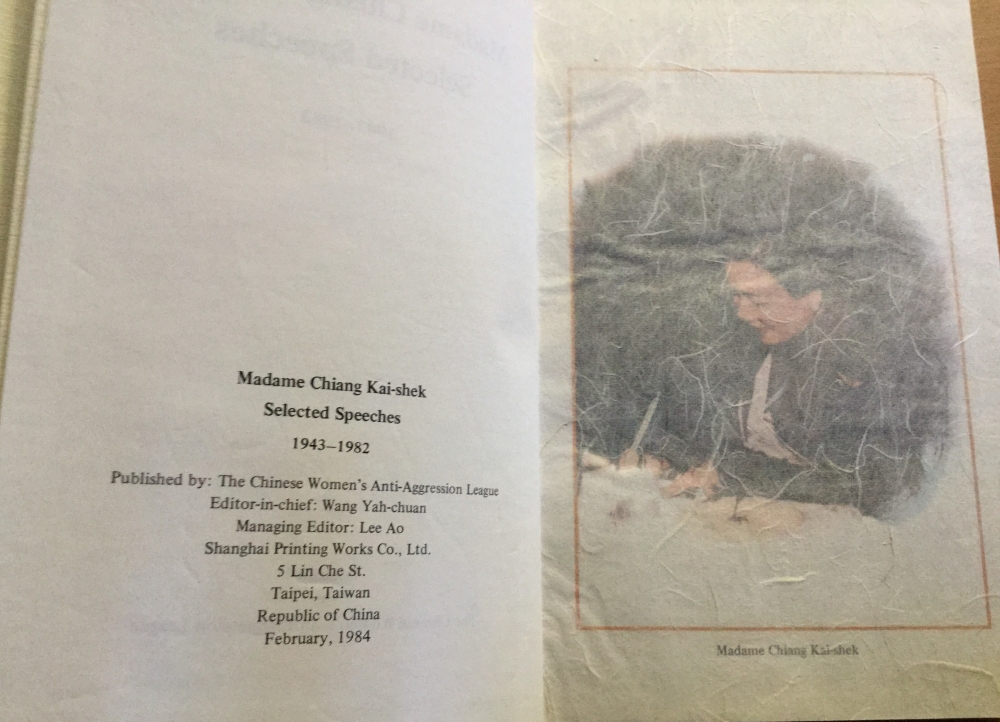 Madame Chiang Kai-shek
Selected Speeches
1943–1982
Published by: The Chinese Women's Anti-Aggression League
Editor-in-chief: Wang Yah-chuan
Managing Editor: Lee Ao
Shanghai Printing Works Co., Ltd.
5 Lin Che St.
Taipei, Taiwan
Republic of China
February, 1984
Madame Chiang Kai-shek